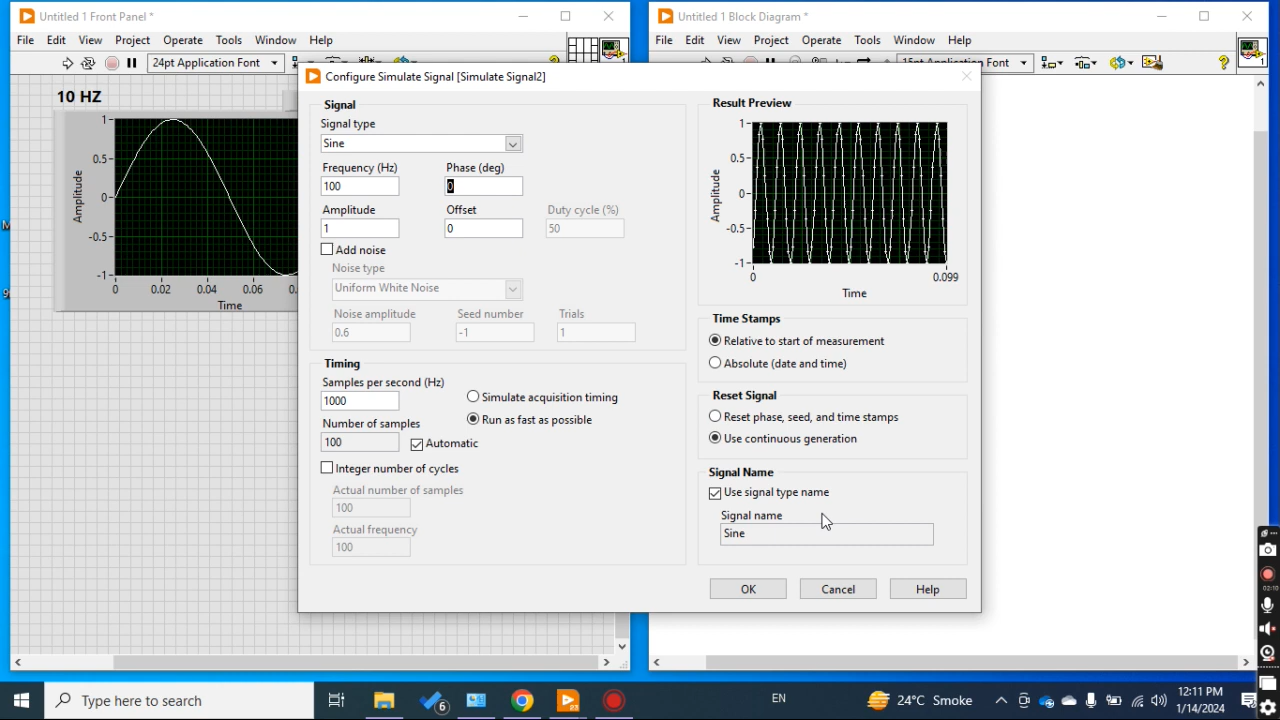 Untitled 1 Front Panel *
File Edit View Project Operate Tools Window Help
24pt Application Font
10 HZ
1
0.5
0
-0.5
-1
Amplitude
0 0.02 0.04 0.06
Time
Untitled 1 Block Diagram *
File Edit View Project Operate Tools Window Help
Configure Simulate Signal [Simulate Signal2]
Signal
Signal type
Sine
Frequency (Hz) Phase (deg)
100 0
Amplitude Offset Duty cycle (%)
1 0 50
Add noise
Noise type
Uniform White Noise
Noise amplitude Seed number Trials
0.6 -1 1
Timing
Samples per second (Hz)
1000
Simulate acquisition timing
Run as fast as possible
Number of samples
100 Automatic
Integer number of cycles
Actual number of samples
100
Actual frequency
100
Result Preview
1
0.5
0
-0.5
-1
Amplitude
0 0.099
Time
Time Stamps
Relative to start of measurement
Absolute (date and time)
Reset Signal
Reset phase, seed, and time stamps
Use continuous generation
Signal Name
Use signal type name
Signal name
Sine
OK Cancel Help
02:10
Type here to search
6
EN
24°C Smoke
12:11 PM
1/14/2024